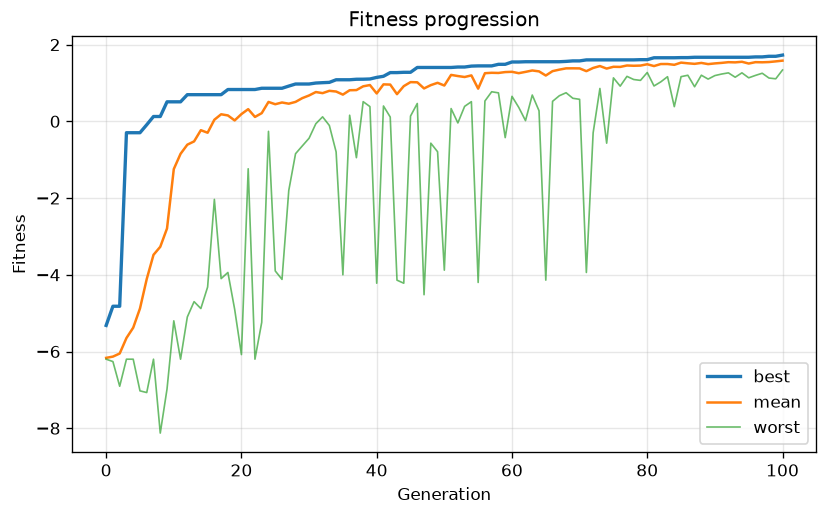 Fitness progression
2
0
−2
−4
−6
−8
Fitness
0 20 40 60 80 100
Generation
best
mean
worst